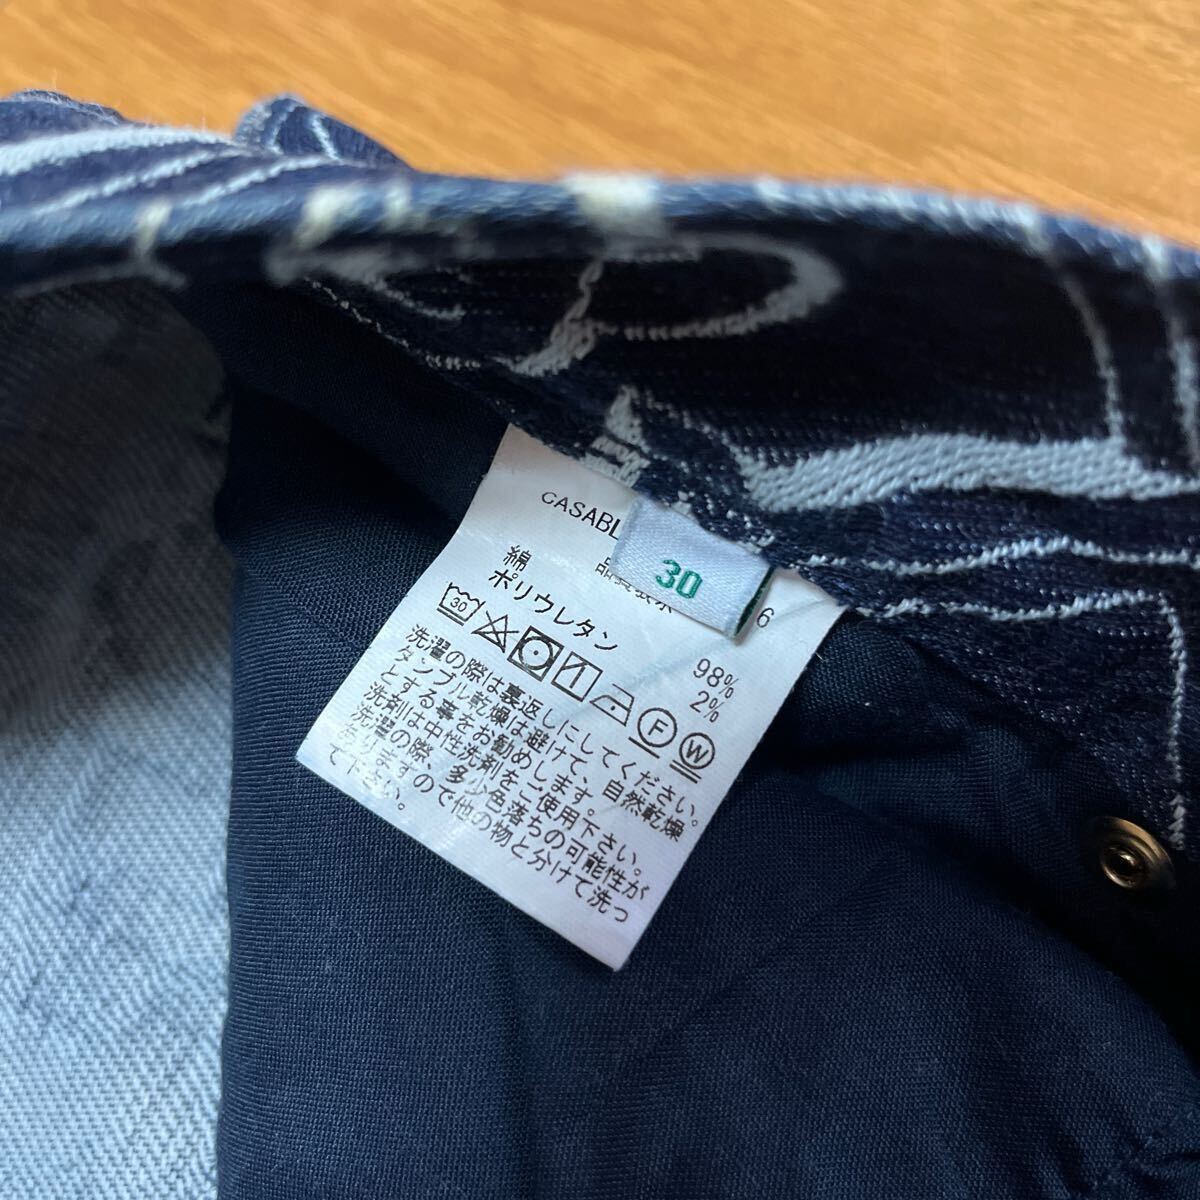 CASABL
30
6
綿 98%
ポリウレタン 2%
30 F W
洗濯の際は裏返しにしてください。
タンブル乾燥は避けて、自然乾燥
とする事をお勧めします。
洗剤は中性洗剤をご使用下さい。
洗濯の際、多少色落ちの可能性が
有りますので他の物と分けて洗っ
て下さい。